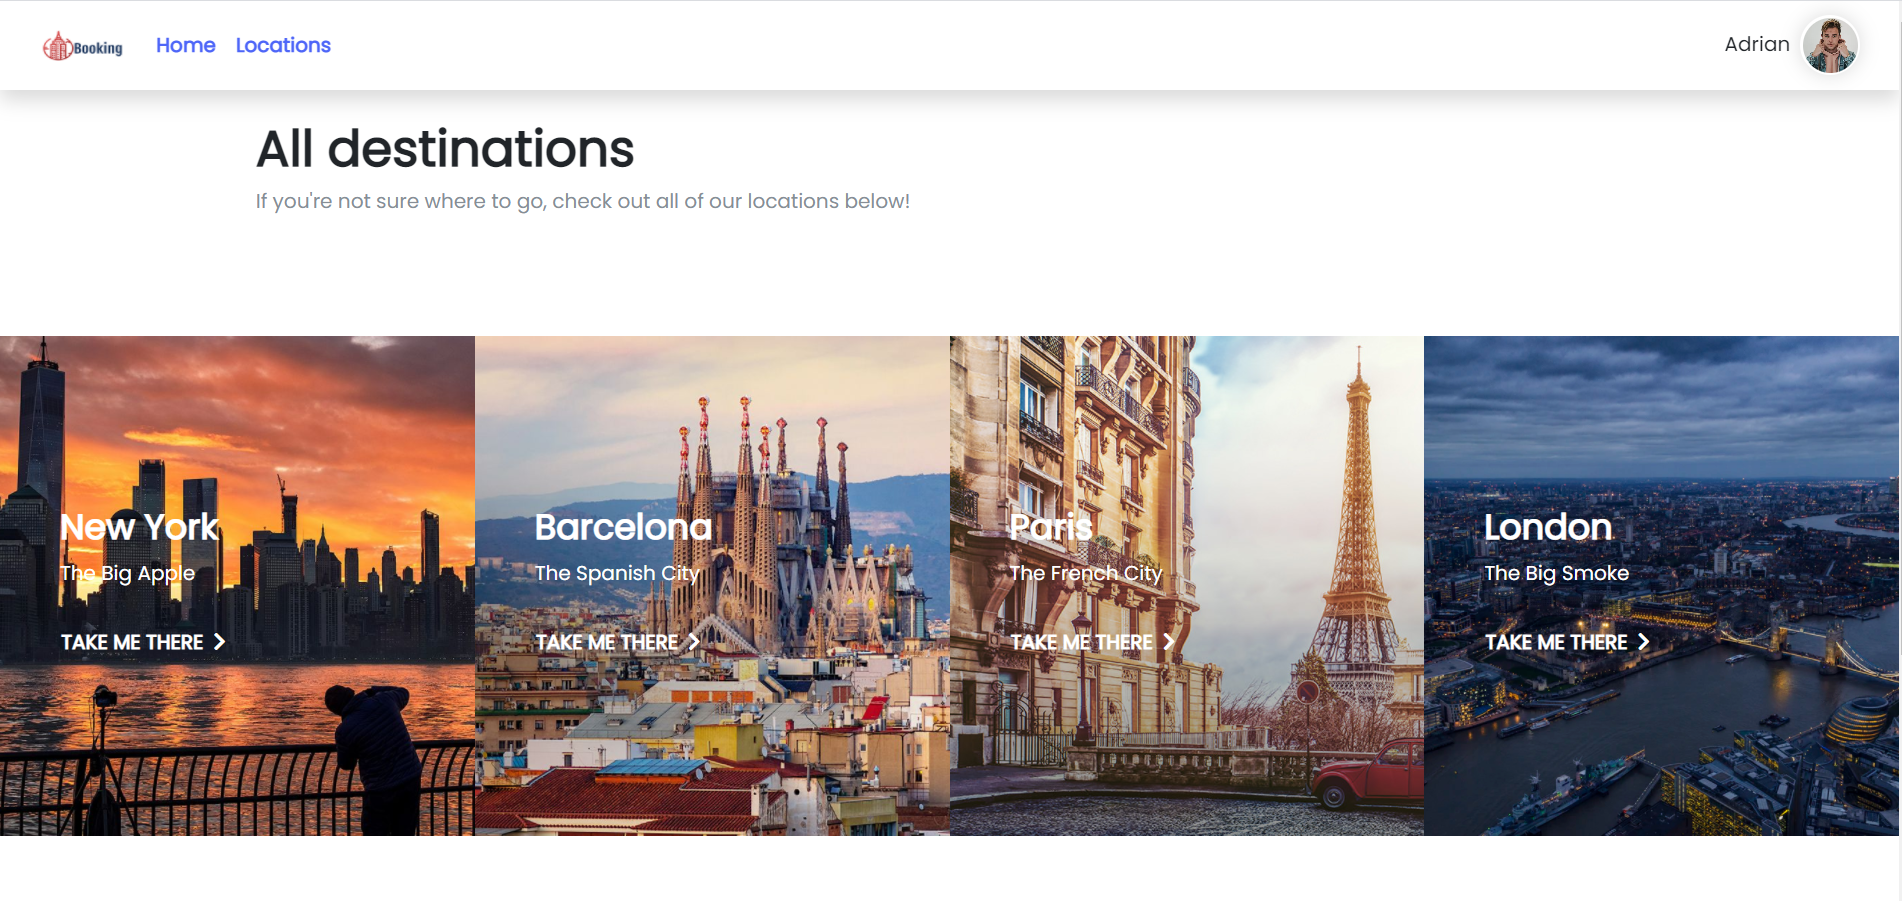 Booking
Home Locations
Adrian
All destinations
If you're not sure where to go, check out all of our locations below!
New York
The Big Apple
TAKE ME THERE
Barcelona
The Spanish City
TAKE ME THERE
Paris
The French City
TAKE ME THERE
London
The Big Smoke
TAKE ME THERE